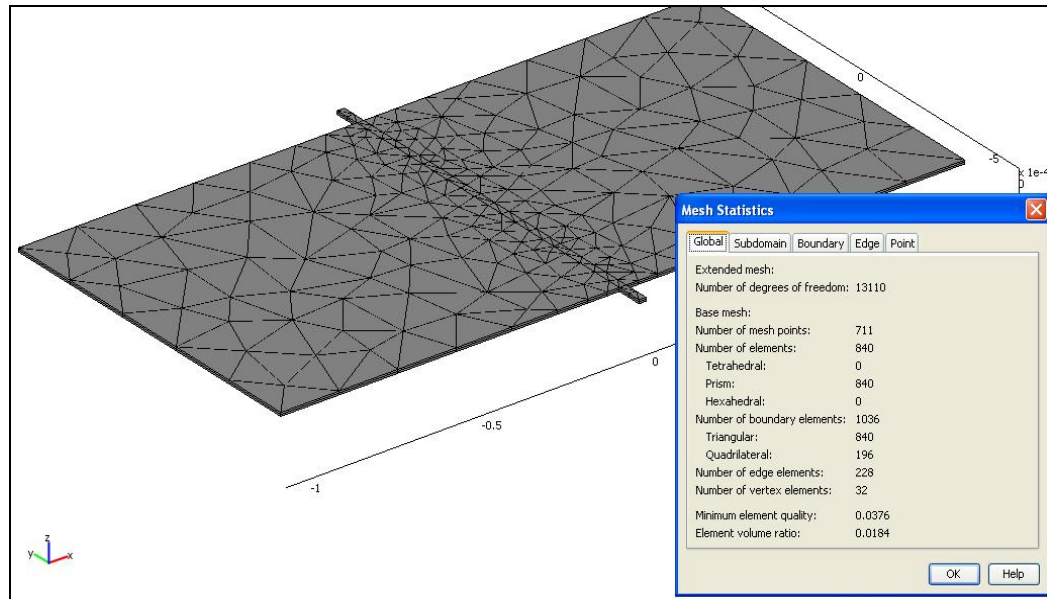 0
-5
x 1e-4
0
0
-0.5
-1
z
y
x
Mesh Statistics
Global Subdomain Boundary Edge Point
Extended mesh:
Number of degrees of freedom: 13110
Base mesh:
Number of mesh points: 711
Number of elements: 840
Tetrahedral: 0
Prism: 840
Hexahedral: 0
Number of boundary elements: 1036
Triangular: 840
Quadrilateral: 196
Number of edge elements: 228
Number of vertex elements: 32
Minimum element quality: 0.0376
Element volume ratio: 0.0184
OK Help